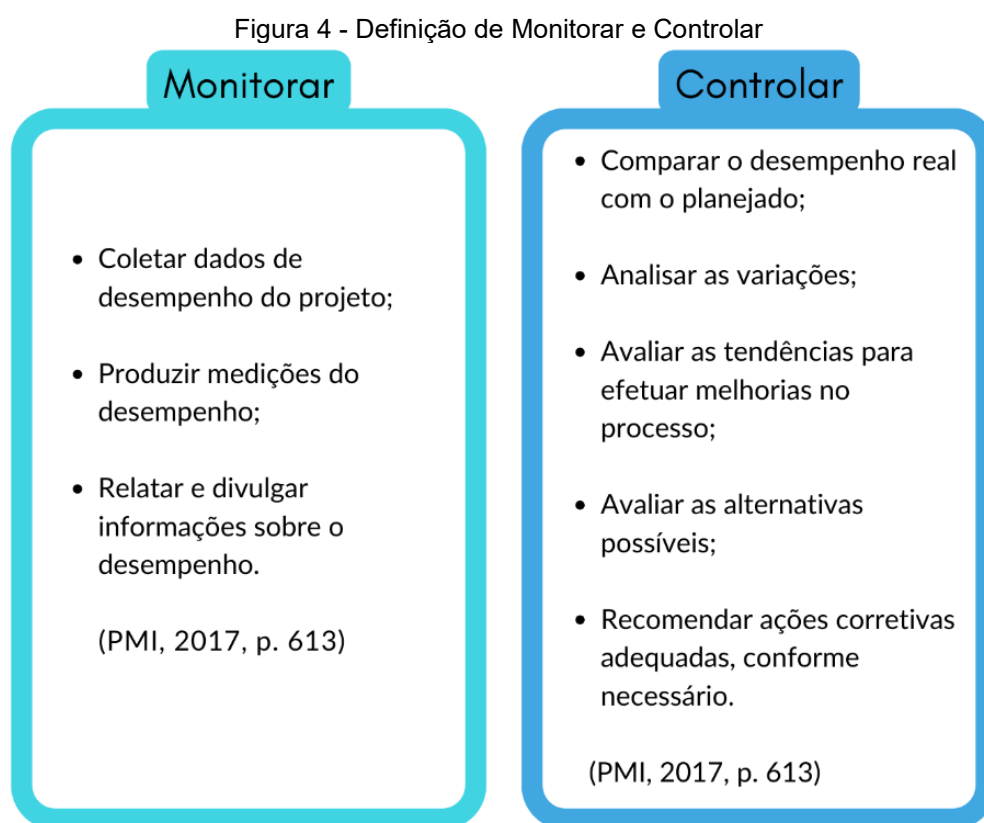 Figura 4 - Definição de Monitorar e Controlar
Monitorar
• Coletar dados de
desempenho do projeto;
• Produzir medições do
desempenho;
• Relatar e divulgar
informações sobre o
desempenho.
(PMI, 2017, p. 613)
Controlar
• Comparar o desempenho real
com o planejado;
• Analisar as variações;
• Avaliar as tendências para
efetuar melhorias no
processo;
• Avaliar as alternativas
possíveis;
• Recomendar ações corretivas
adequadas, conforme
necessário.
(PMI, 2017, p. 613)